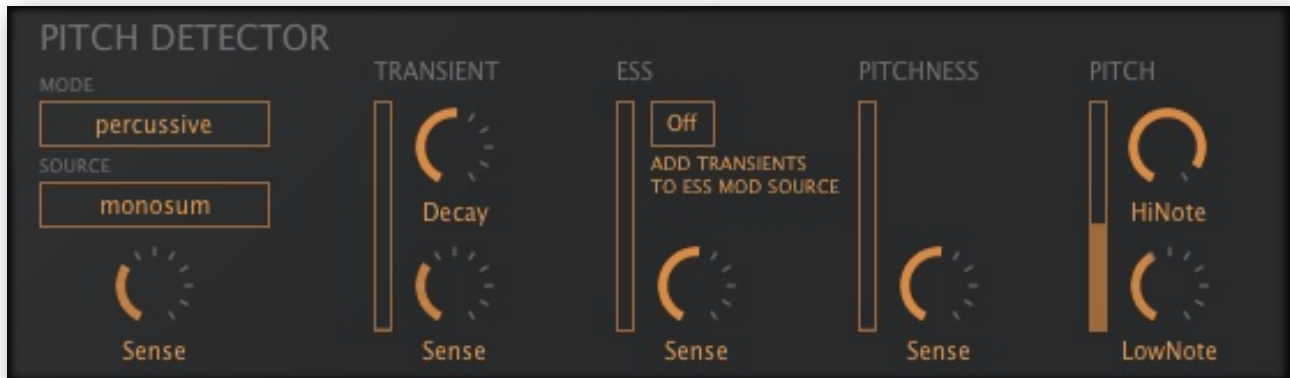 PITCH DETECTOR
MODE
percussive
SOURCE
monosum
Sense
TRANSIENT
Decay
Sense
ESS
Off
ADD TRANSIENTS
TO ESS MOD SOURCE
Sense
PITCHNESS
Sense
PITCH
HiNote
LowNote